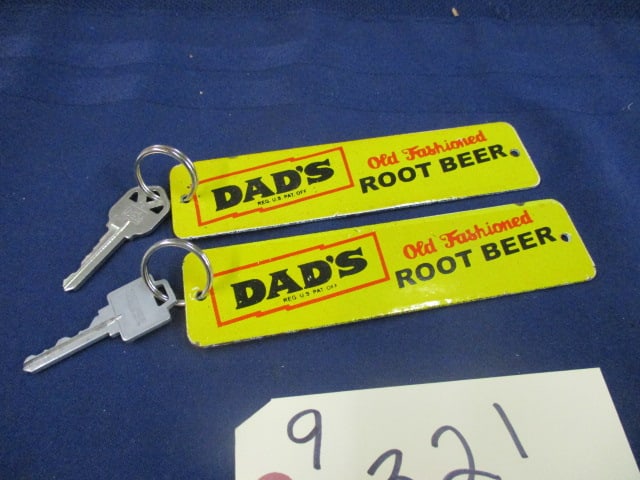 DAD'S
REG. U.S. PAT. OFF.
Old Fashioned
ROOT BEER
DAD'S
REG. U.S. PAT. OFF.
Old Fashioned
ROOT BEER
9
321